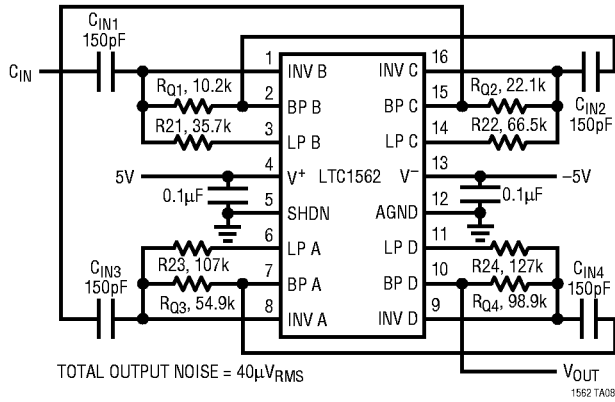 CIN1
150pF
CIN
RQ1, 10.2k
R21, 35.7k
5V
0.1µF
1 INV B
2 BP B
3 LP B
4 V+
5 SHDN
6 LP A
7 BP A
8 INV A
LTC1562
INV C 16
BP C 15
LP C 14
V– 13
AGND 12
LP D 11
BP D 10
INV D 9
RQ2, 22.1k
R22, 66.5k
CIN2
150pF
–5V
0.1µF
CIN3
150pF
R23, 107k
RQ3, 54.9k
R24, 127k
RQ4, 98.9k
CIN4
150pF
TOTAL OUTPUT NOISE = 40µVRMS
VOUT
1562 TA08